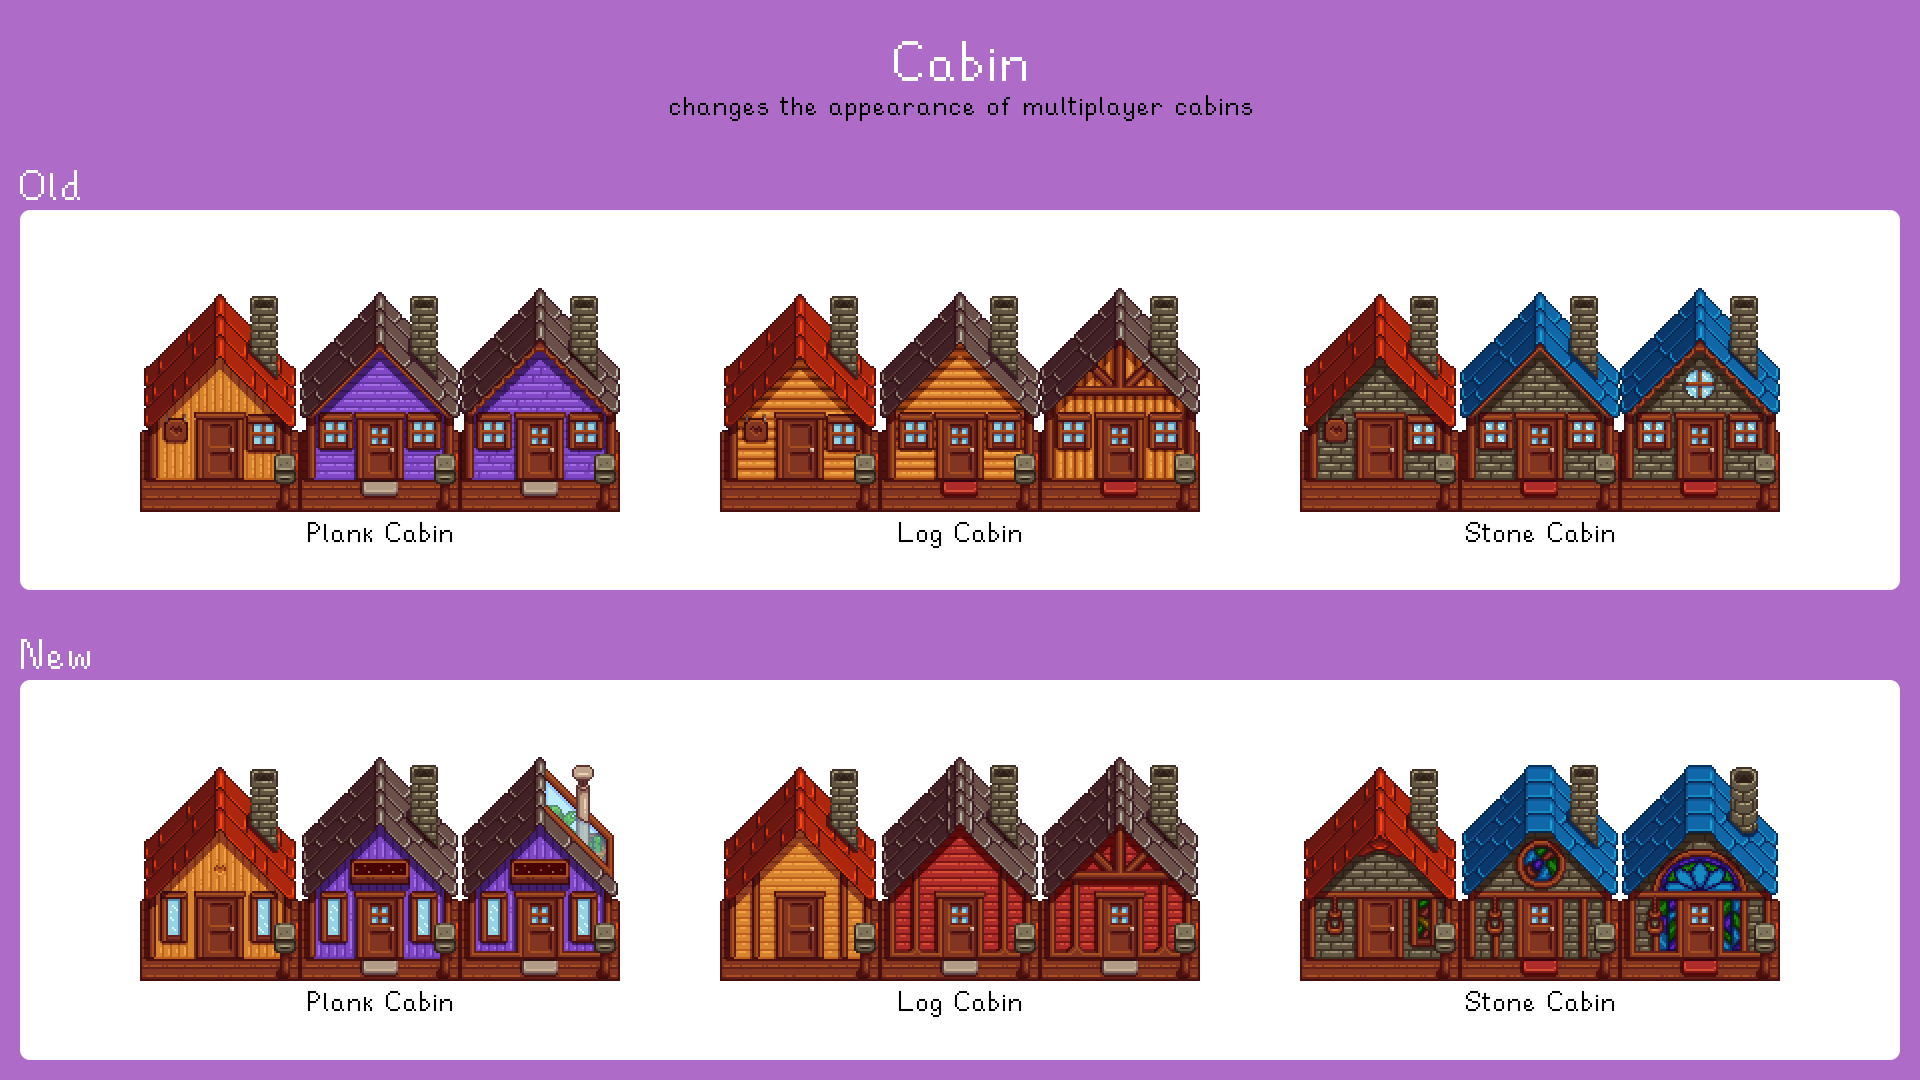 Cabin
changes the appearance of multiplayer cabins
Old
Plank Cabin
Log Cabin
Stone Cabin
New
Plank Cabin
Log Cabin
Stone Cabin